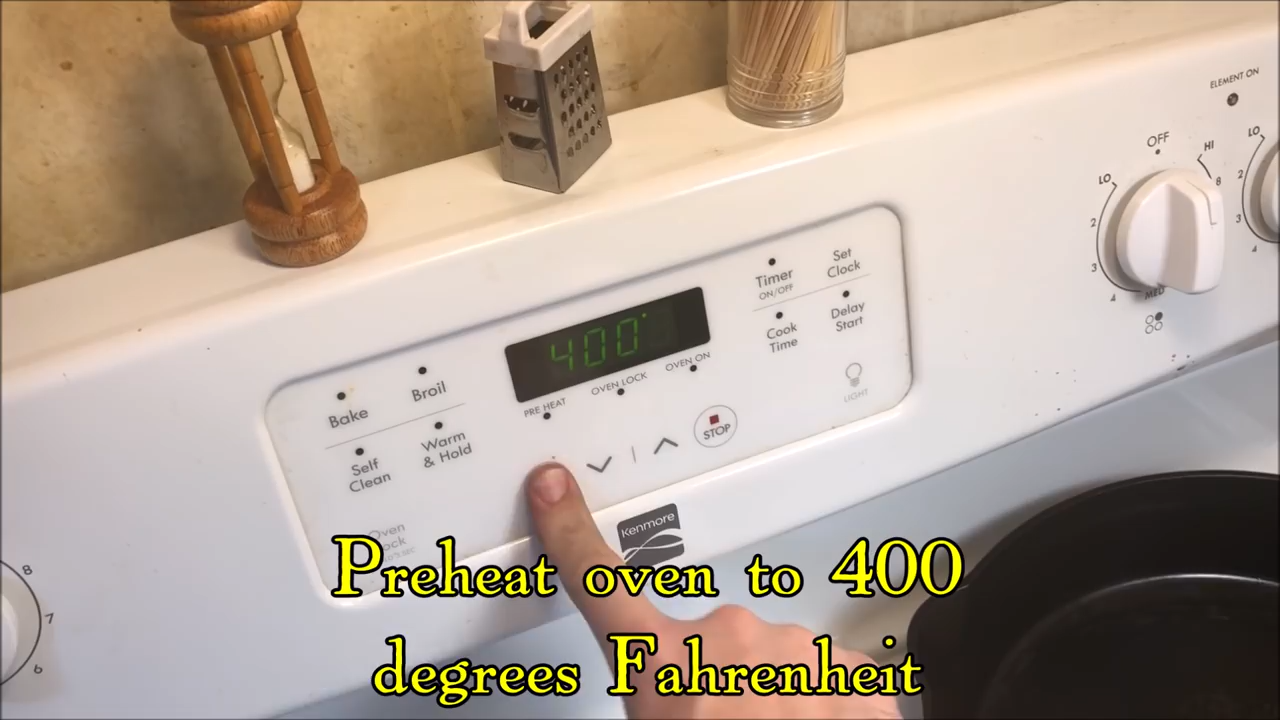 ELEMENT ON
OFF
HI
LO
LO
8
2
2
3
3
4
4
MED
Timer
ON/OFF
Set
Clock
Cook
Time
Delay
Start
LIGHT
400°
PRE HEAT
OVEN LOCK
OVEN ON
Bake
Broil
Self
Clean
Warm
& Hold
STOP
Oven
Lock
Kenmore
8
7
6
Preheat oven to 400
degrees Fahrenheit